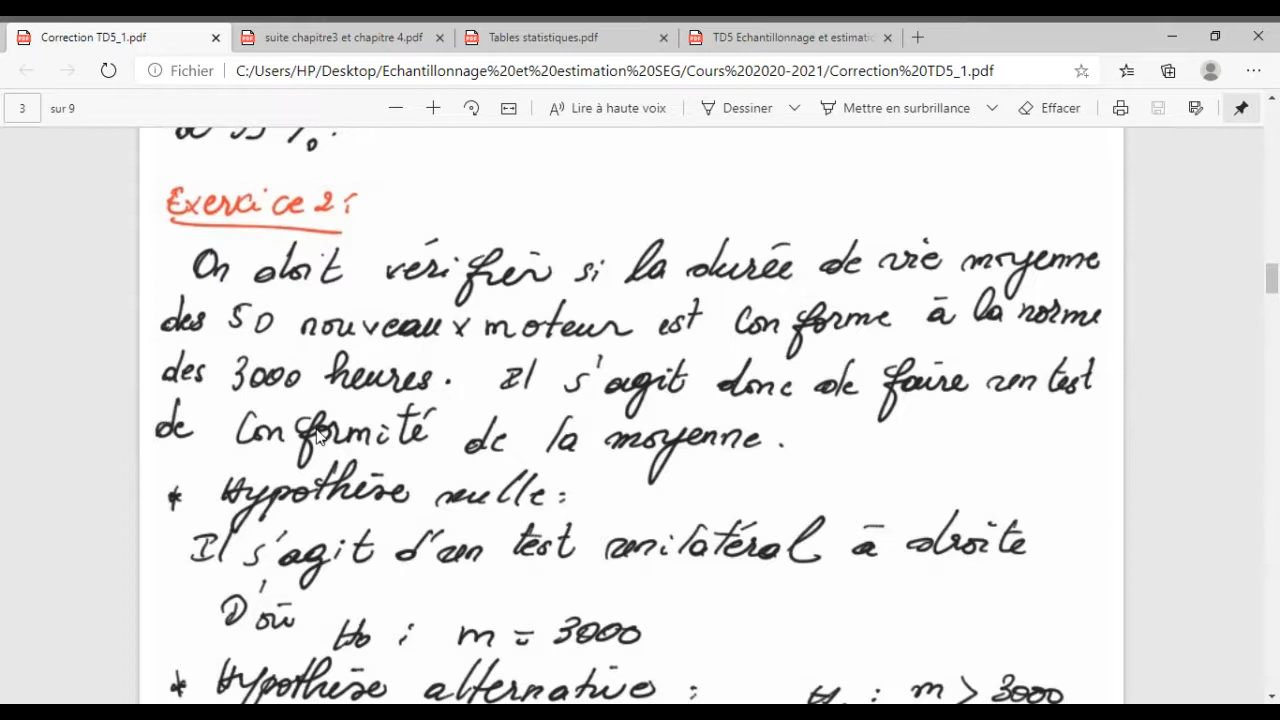 Correction TD5_1.pdf
suite chapitre3 et chapitre 4.pdf
Tables statistiques.pdf
TD5 Echantillonnage et estimatic
Fichier
C:/Users/HP/Desktop/Echantillonnage%20et%20estimation%20SEG/Cours%202020-2021/Correction%20TD5_1.pdf
3 sur 9
Lire à haute voix
Dessiner
Mettre en surbrillance
Effacer
Exercice 2 :
On doit vérifier si la durée de vie moyenne
des 50 nouveaux moteur est conforme à la norme
des 3000 heures. Il s'agit donc de faire un test
de conformité de la moyenne.
* Hypothèse nulle :
Il s'agit d'un test unilatéral à droite
D'où H0 : m = 3000
* Hypothèse alternative : H1 : m > 3000